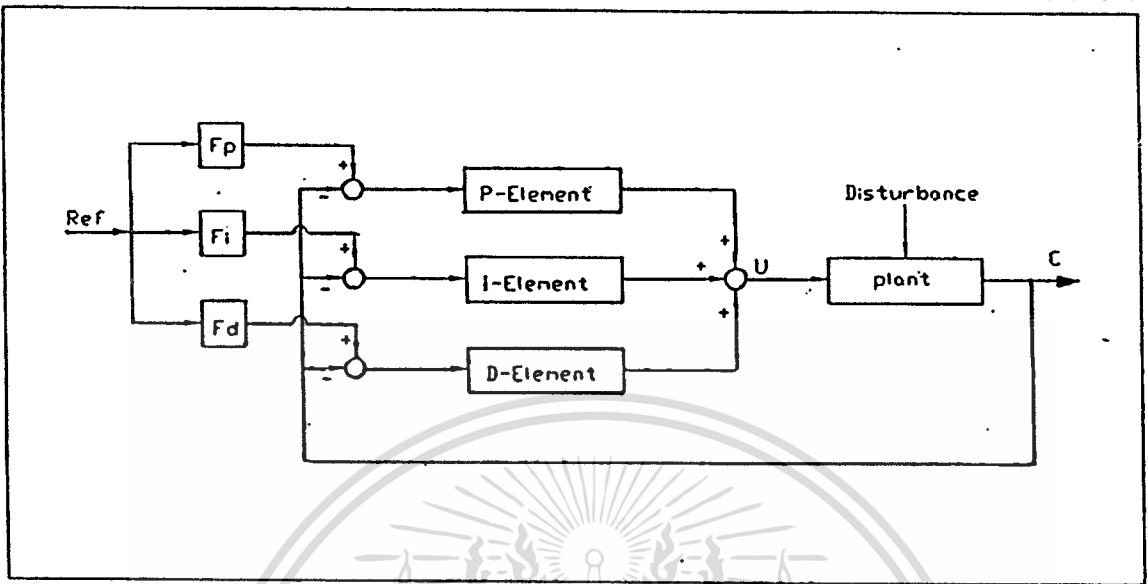 Fp
+
-
P-Element
Disturbance
Ref
Fi
+
-
I-Element
+
+
U
plant
C
Fd
+
-
D-Element
+